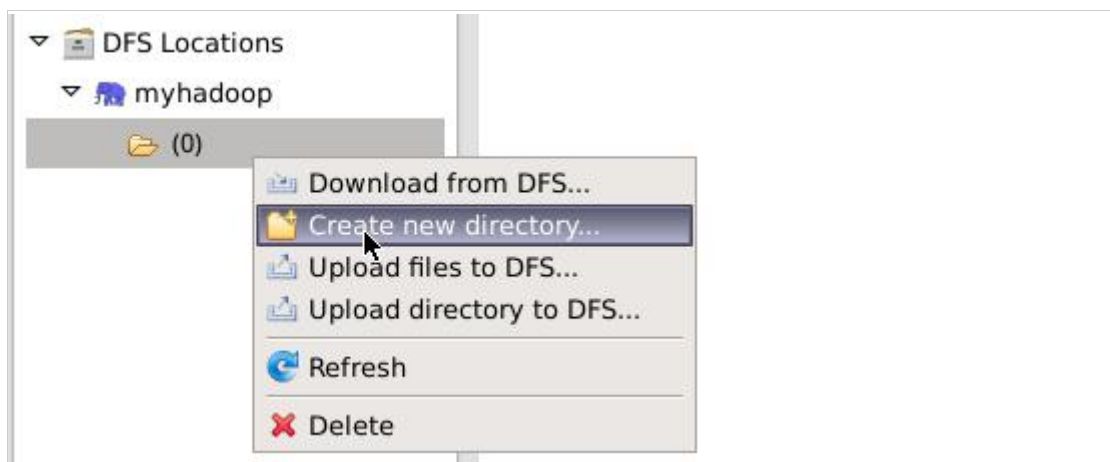 DFS Locations
myhadoop
(0)
Download from DFS...
Create new directory...
Upload files to DFS...
Upload directory to DFS...
Refresh
Delete